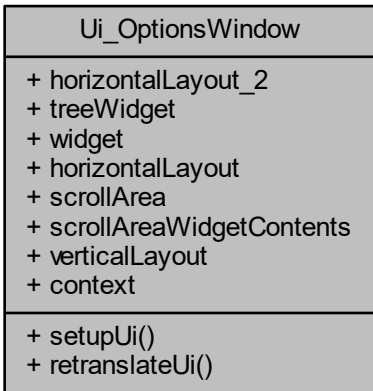 Ui_OptionsWindow
+ horizontalLayout_2
+ treeWidget
+ widget
+ horizontalLayout
+ scrollArea
+ scrollAreaWidgetContents
+ verticalLayout
+ context
+ setupUi()
+ retranslateUi()